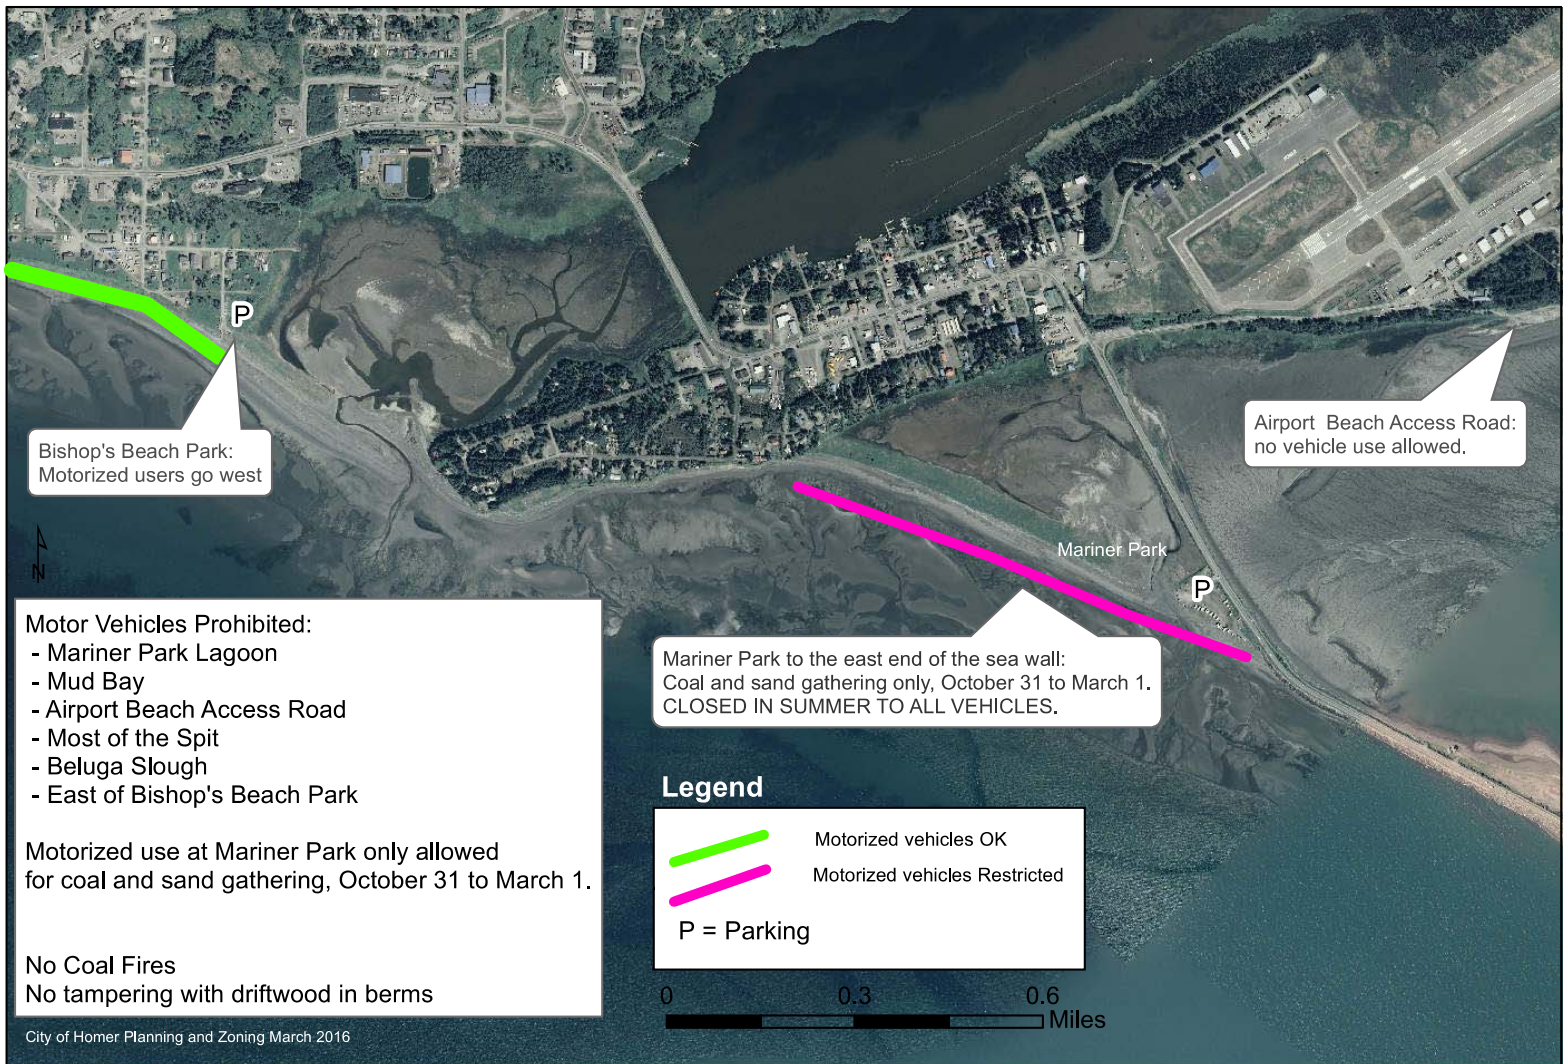 P
Bishop's Beach Park:
Motorized users go west
Airport Beach Access Road:
no vehicle use allowed.
Mariner Park
P
N
Mariner Park to the east end of the sea wall:
Coal and sand gathering only, October 31 to March 1.
CLOSED IN SUMMER TO ALL VEHICLES.
Motor Vehicles Prohibited:
- Mariner Park Lagoon
- Mud Bay
- Airport Beach Access Road
- Most of the Spit
- Beluga Slough
- East of Bishop's Beach Park
Motorized use at Mariner Park only allowed
for coal and sand gathering, October 31 to March 1.
No Coal Fires
No tampering with driftwood in berms
City of Homer Planning and Zoning March 2016
Legend
Motorized vehicles OK
Motorized vehicles Restricted
P = Parking
0 0.3 0.6
Miles